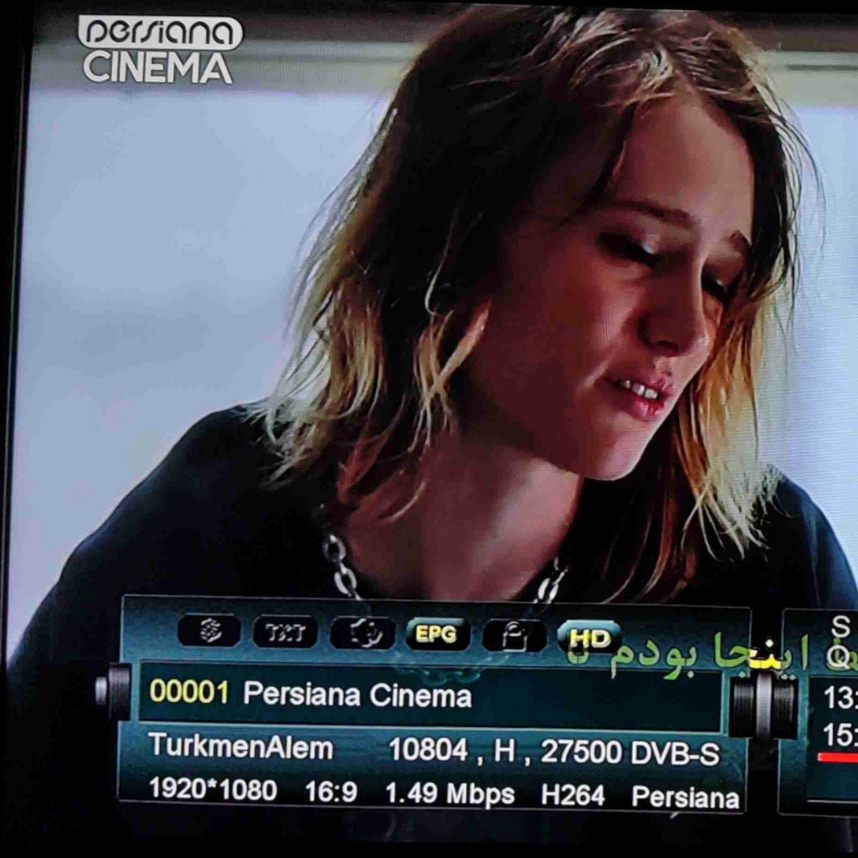 persiana
CINEMA
TXT EPG HD
اینجا بودم
S
Q
00001 Persiana Cinema
13:
TurkmenAlem 10804 , H , 27500 DVB-S
15:
1920*1080 16:9 1.49 Mbps H264 Persiana